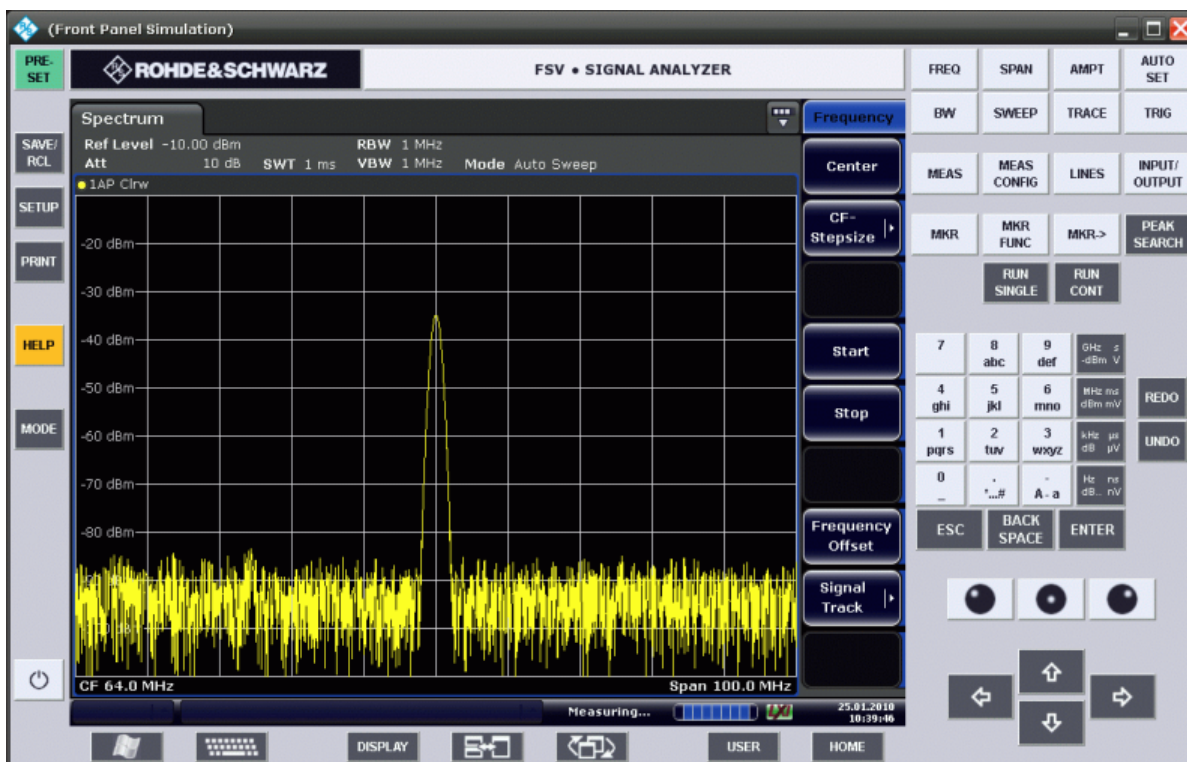 (Front Panel Simulation)
PRE-
SET
ROHDE&SCHWARZ
FSV • SIGNAL ANALYZER
FREQ SPAN AMPT AUTO
SET
Spectrum
Frequency
BW SWEEP TRACE TRIG
SAVE/
RCL
Ref Level -10.00 dBm RBW 1 MHz
Att 10 dB SWT 1 ms VBW 1 MHz Mode Auto Sweep
1AP Clrw
Center
MEAS MEAS
CONFIG LINES INPUT/
OUTPUT
SETUP
CF-
Stepsize
MKR MKR
FUNC MKR-> PEAK
SEARCH
-20 dBm
PRINT
RUN
SINGLE RUN
CONT
-30 dBm
-40 dBm
HELP
Start
7 8
abc 9
def GHz s
-dBm V
-50 dBm
Stop
4
ghi 5
jkl 6
mno MHz ms
dBm mV REDO
MODE
-60 dBm
1
pqrs 2
tuv 3
wxyz kHz µs
dB µV UNDO
-70 dBm
0
_ .
*...# -
A - a Hz ns
dB.. nV
-80 dBm
Frequency
Offset
ESC BACK
SPACE ENTER
Signal
Track
CF 64.0 MHz Span 100.0 MHz
Measuring...
25.01.2010
10:39:46
DISPLAY USER HOME